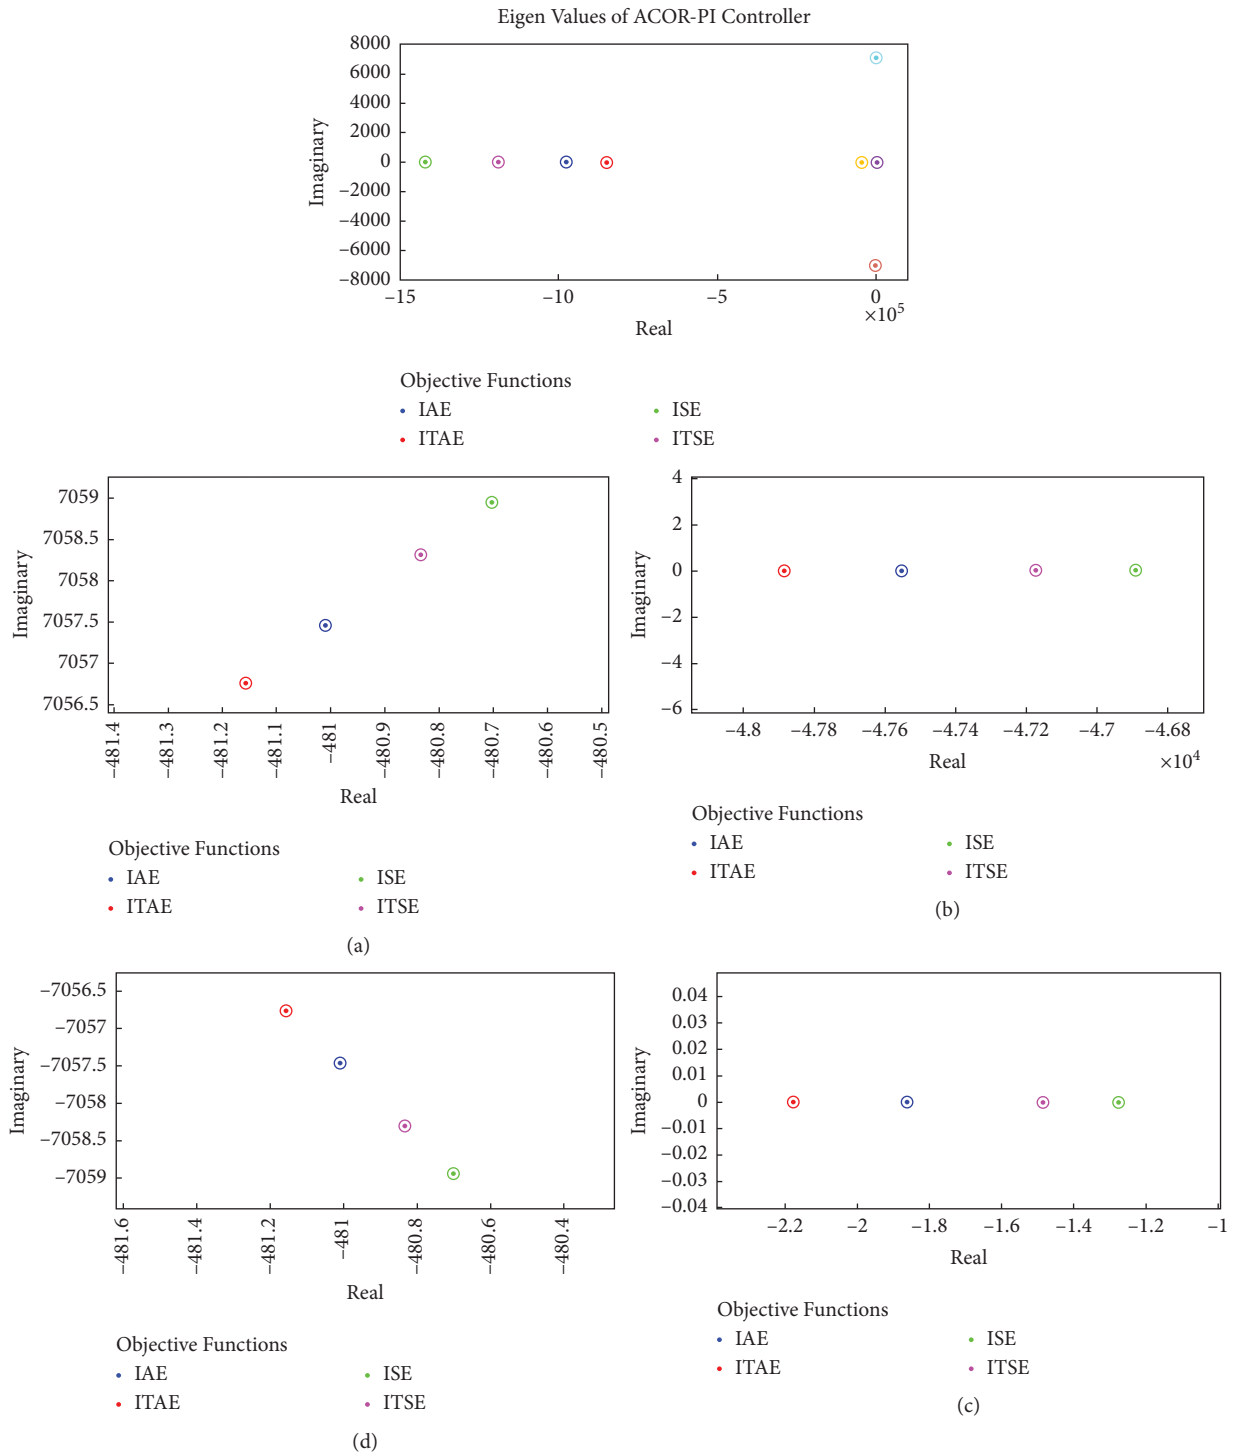 Eigen Values of ACOR-PI Controller
8000
6000
4000
2000
0
−2000
−4000
−6000
−8000
Imaginary
−15 −10 −5 0
×10⁵
Real
Objective Functions
IAE ISE
ITAE ITSE
7059
7058.5
7058
7057.5
7057
7056.5
Imaginary
−481.4 −481.3 −481.2 −481.1 −481 −480.9 −480.8 −480.7 −480.6 −480.5
Real
Objective Functions
IAE ISE
ITAE ITSE
(a)
4
2
0
−2
−4
−6
Imaginary
−4.8 −4.78 −4.76 −4.74 −4.72 −4.7 −4.68
Real ×10⁴
Objective Functions
IAE ISE
ITAE ITSE
(b)
−7056.5
−7057
−7057.5
−7058
−7058.5
−7059
Imaginary
−481.6 −481.4 −481.2 −481 −480.8 −480.6 −480.4
Real
Objective Functions
IAE ISE
ITAE ITSE
(d)
0.04
0.03
0.02
0.01
0
−0.01
−0.02
−0.03
−0.04
Imaginary
−2.2 −2 −1.8 −1.6 −1.4 −1.2 −1
Real
Objective Functions
IAE ISE
ITAE ITSE
(c)